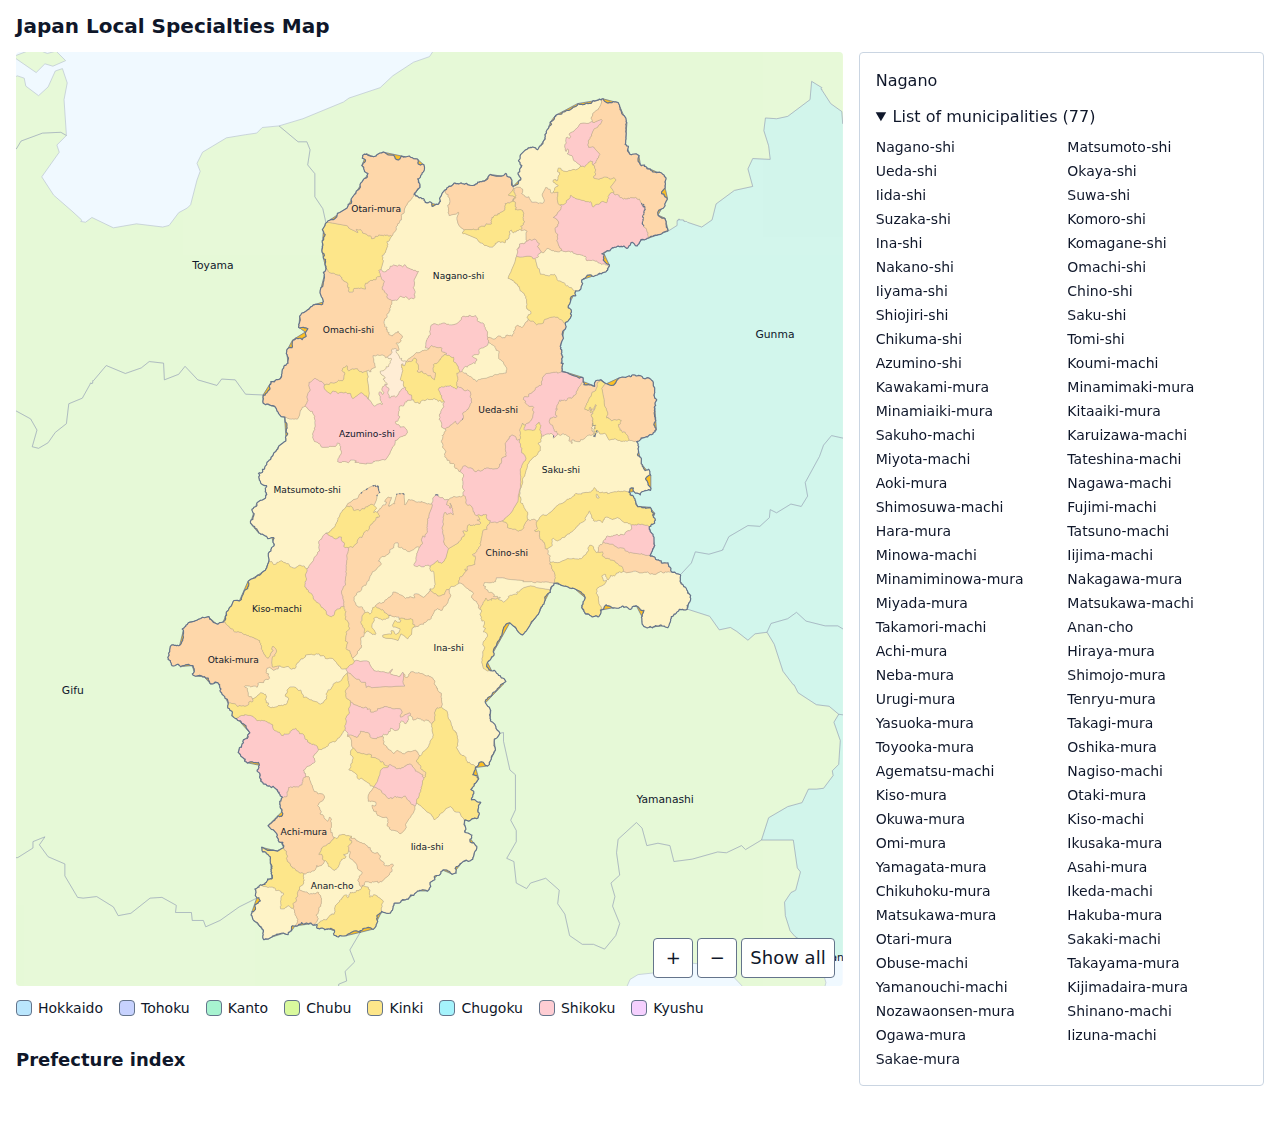 Japan Local Specialties Map
Otari-mura
Toyama
Nagano-shi
Omachi-shi
Gunma
Ueda-shi
Azumino-shi
Saku-shi
Matsumoto-shi
Chino-shi
Kiso-machi
Ina-shi
Otaki-mura
Gifu
Yamanashi
Achi-mura
Iida-shi
Anan-cho
+
−
Show all
Hokkaido
Tohoku
Kanto
Chubu
Kinki
Chugoku
Shikoku
Kyushu
Prefecture index
Nagano
▼ List of municipalities (77)
Nagano-shi Matsumoto-shi
Ueda-shi Okaya-shi
Iida-shi Suwa-shi
Suzaka-shi Komoro-shi
Ina-shi Komagane-shi
Nakano-shi Omachi-shi
Iiyama-shi Chino-shi
Shiojiri-shi Saku-shi
Chikuma-shi Tomi-shi
Azumino-shi Koumi-machi
Kawakami-mura Minamimaki-mura
Minamiaiki-mura Kitaaiki-mura
Sakuho-machi Karuizawa-machi
Miyota-machi Tateshina-machi
Aoki-mura Nagawa-machi
Shimosuwa-machi Fujimi-machi
Hara-mura Tatsuno-machi
Minowa-machi Iijima-machi
Minamiminowa-mura Nakagawa-mura
Miyada-mura Matsukawa-machi
Takamori-machi Anan-cho
Achi-mura Hiraya-mura
Neba-mura Shimojo-mura
Urugi-mura Tenryu-mura
Yasuoka-mura Takagi-mura
Toyooka-mura Oshika-mura
Agematsu-machi Nagiso-machi
Kiso-mura Otaki-mura
Okuwa-mura Kiso-machi
Omi-mura Ikusaka-mura
Yamagata-mura Asahi-mura
Chikuhoku-mura Ikeda-machi
Matsukawa-mura Hakuba-mura
Otari-mura Sakaki-machi
Obuse-machi Takayama-mura
Yamanouchi-machi Kijimadaira-mura
Nozawaonsen-mura Shinano-machi
Ogawa-mura Iizuna-machi
Sakae-mura